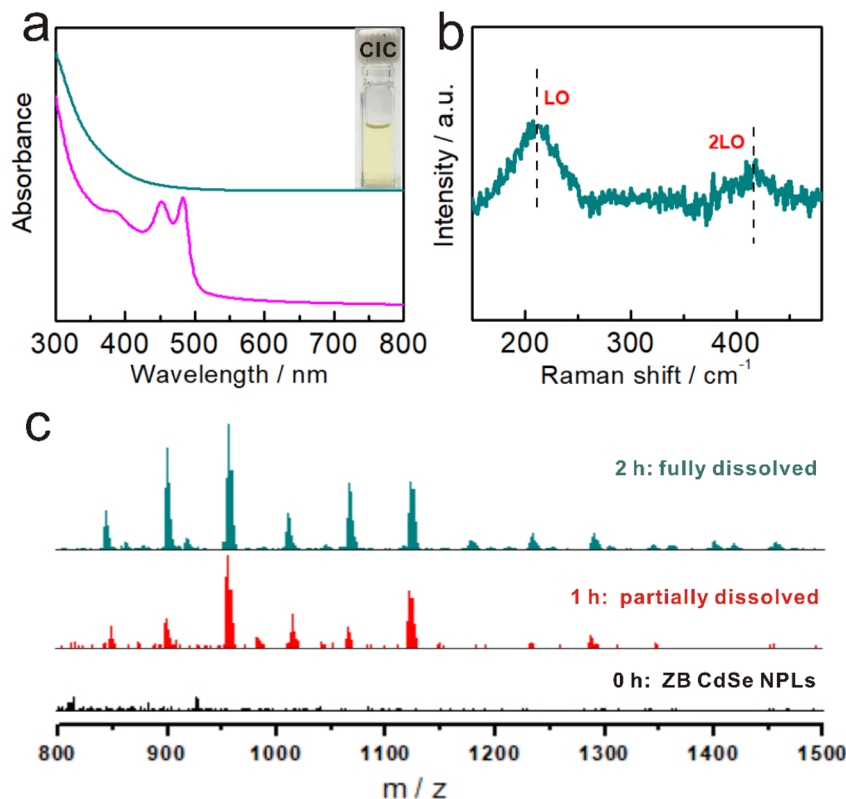 a
CIC
Absorbance
300 400 500 600 700 800
Wavelength / nm
b
LO
2LO
Intensity / a.u.
200 300 400
Raman shift / cm⁻¹
c
2 h: fully dissolved
1 h: partially dissolved
0 h: ZB CdSe NPLs
800 900 1000 1100 1200 1300 1400 1500
m / z